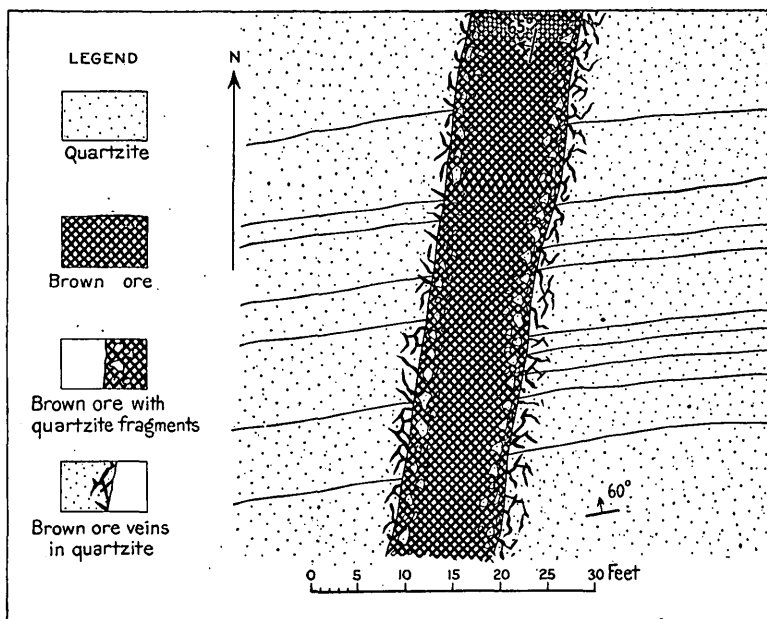 LEGEND
Quartzite
Brown ore
Brown ore with
quartzite fragments
Brown ore veins
in quartzite
N
60°
0 5 10 15 20 25 30 Feet